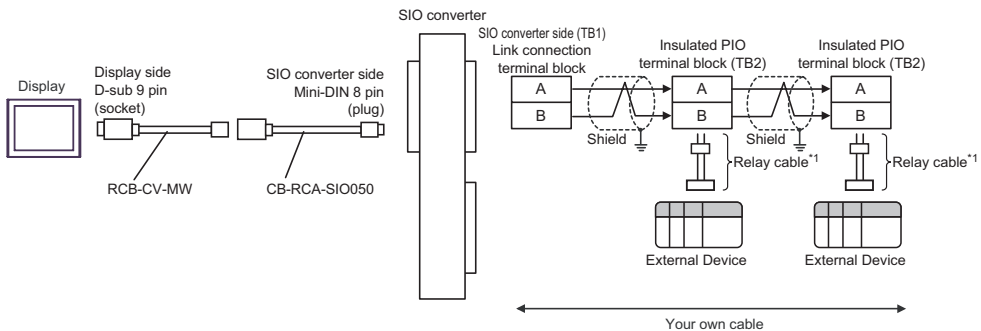 SIO converter
Display
Display side
D-sub 9 pin
(socket)
SIO converter side
Mini-DIN 8 pin
(plug)
RCB-CV-MW
CB-RCA-SIO050
SIO converter side (TB1)
Link connection
terminal block
A
B
Shield
Insulated PIO
terminal block (TB2)
A
B
Relay cable*1
External Device
Shield
Insulated PIO
terminal block (TB2)
A
B
Relay cable*1
External Device
Your own cable